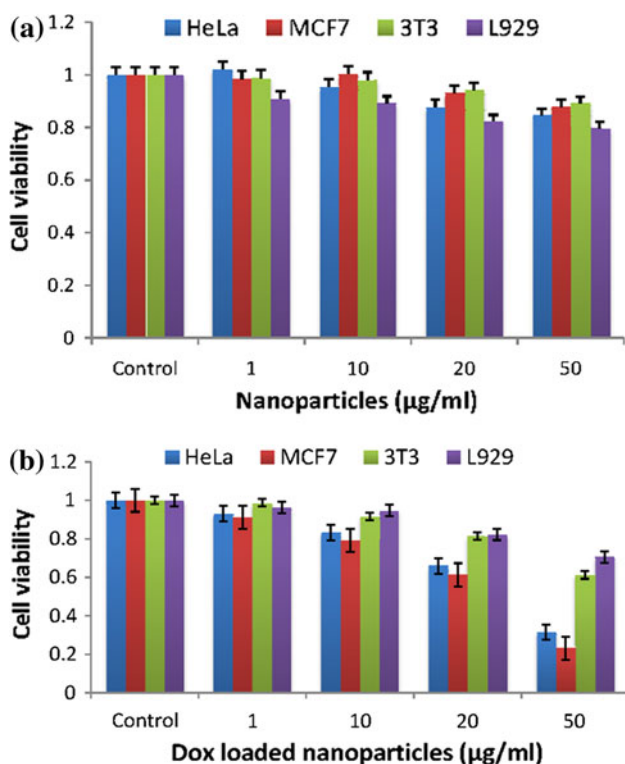 (a)
HeLa MCF7 3T3 L929
1.2
1
0.8
0.6
0.4
0.2
0
Cell viability
Control 1 10 20 50
Nanoparticles (µg/ml)
(b)
HeLa MCF7 3T3 L929
1.2
1
0.8
0.6
0.4
0.2
0
Cell viability
Control 1 10 20 50
Dox loaded nanoparticles (µg/ml)